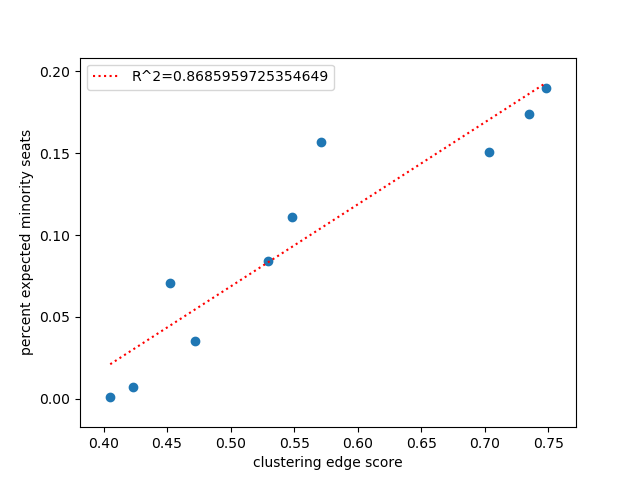 R^2=0.8685959725354649
0.20
0.15
0.10
0.05
0.00
percent expected minority seats
0.40 0.45 0.50 0.55 0.60 0.65 0.70 0.75
clustering edge score